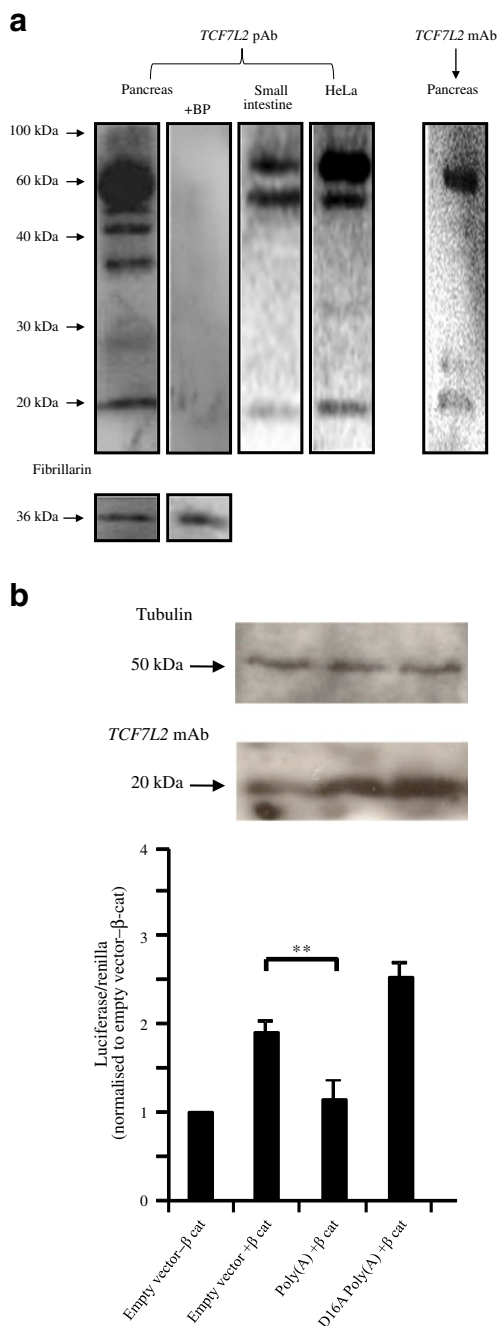 a
TCF7L2 pAb
TCF7L2 mAb
Pancreas
+BP
Small
intestine
HeLa
Pancreas
100 kDa
60 kDa
40 kDa
30 kDa
20 kDa
Fibrillarin
36 kDa
b
Tubulin
50 kDa
TCF7L2 mAb
20 kDa
Luciferase/renilla
(normalised to empty vector–β-cat)
4
3
2
1
0
**
Empty vector–β cat
Empty vector +β cat
Poly(A) +β cat
D16A Poly(A) +β cat